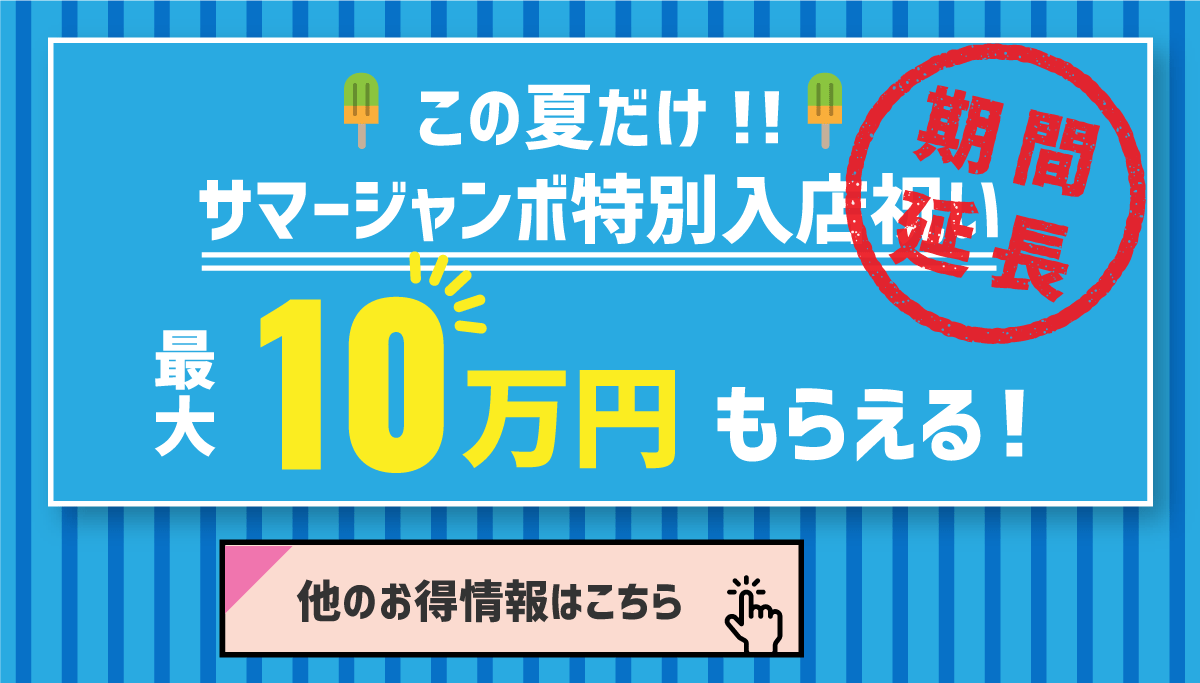 この夏だけ!!
サマージャンボ特別入店祝い
期間
延長
最大10万円もらえる!
他のお得情報はこちら